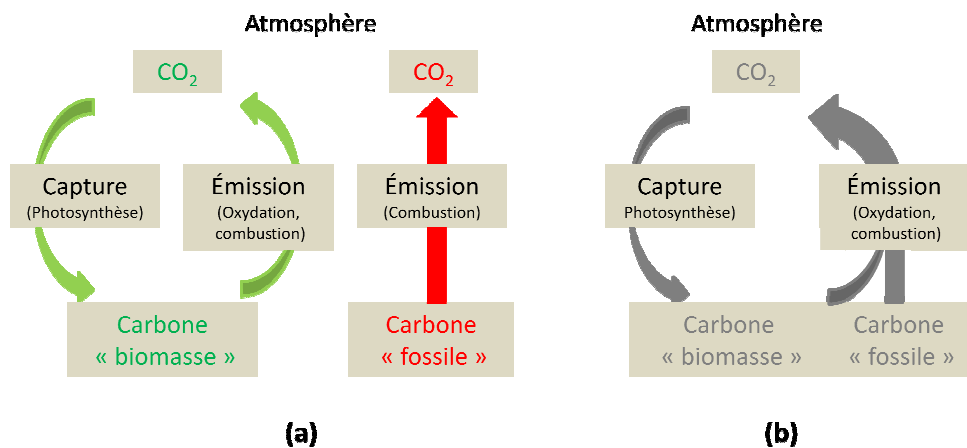 Atmosphère
CO2
CO2
Capture
(Photosynthèse)
Émission
(Oxydation,
combustion)
Émission
(Combustion)
Carbone
« biomasse »
Carbone
« fossile »
(a)
Atmosphère
CO2
Capture
Photosynthèse)
Émission
(Oxydation,
combustion)
Carbone
« biomasse »
Carbone
« fossile »
(b)